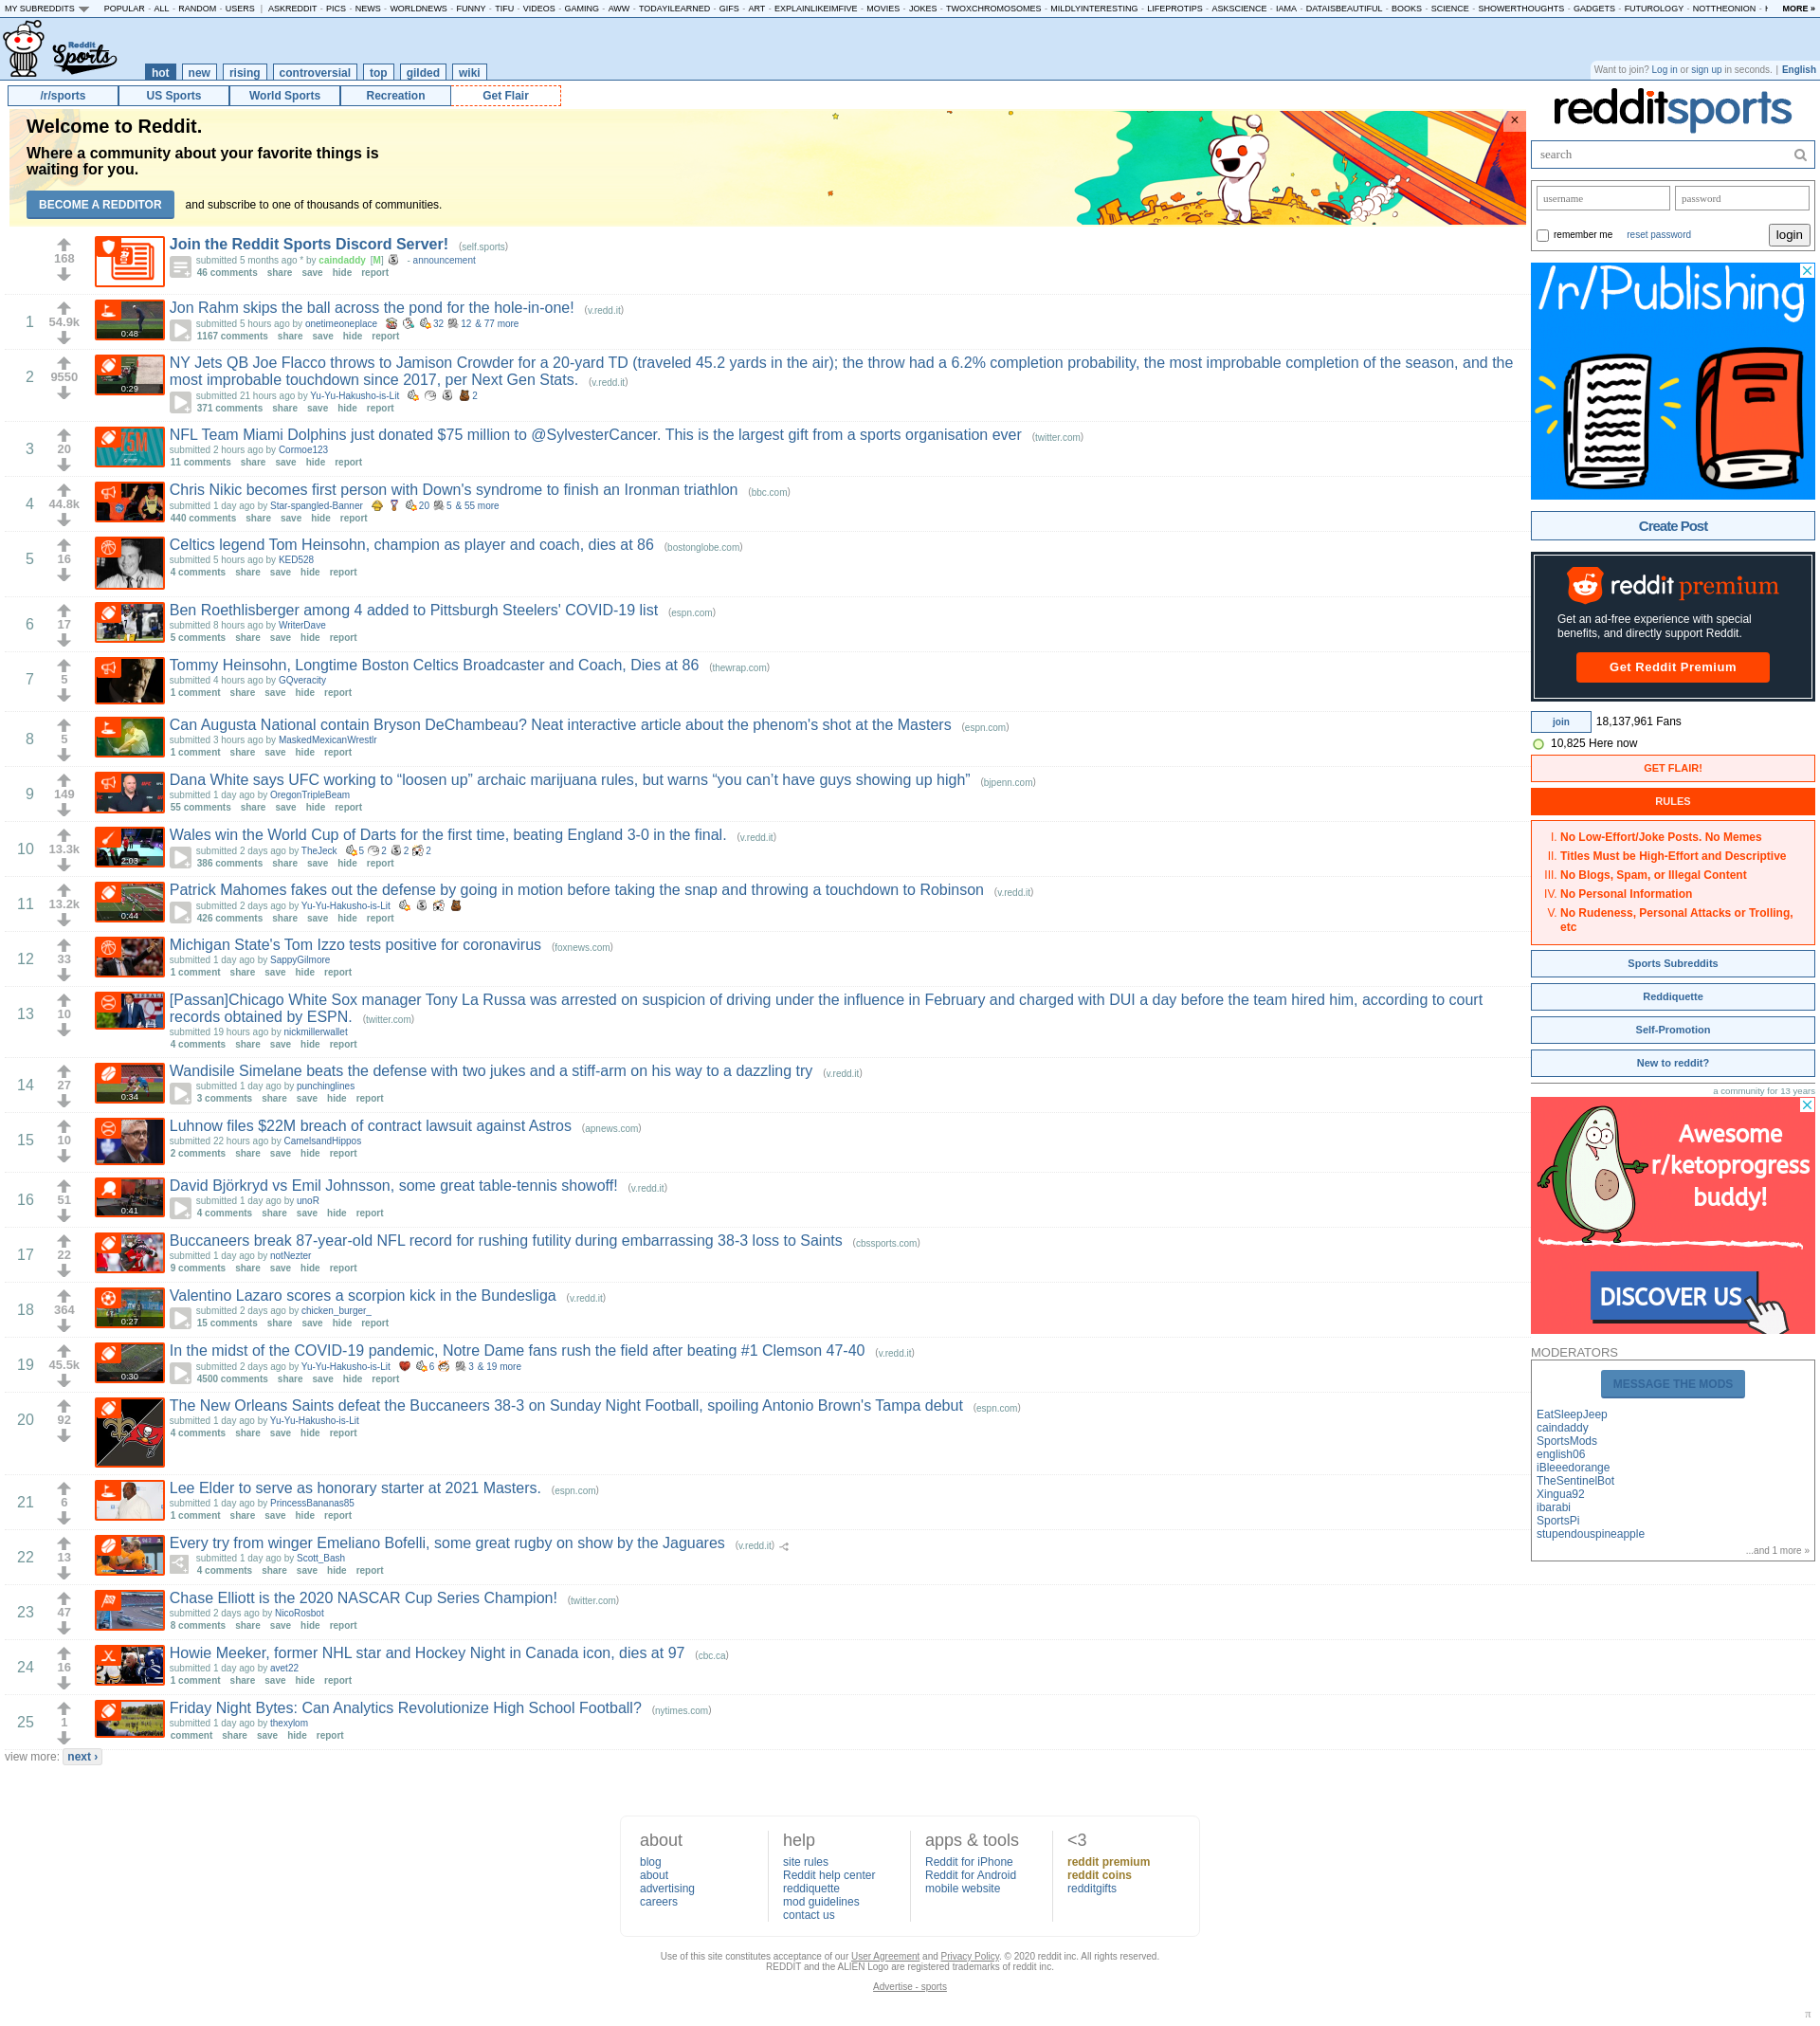 MY SUBREDDITS POPULAR - ALL - RANDOM - USERS | ASKREDDIT - PICS - NEWS - WORLDNEWS - FUNNY - TIFU - VIDEOS - GAMING - AWW - TODAYILEARNED - GIFS - ART - EXPLAINLIKEIMFIVE - MOVIES - JOKES - TWOXCHROMOSOMES - MILDLYINTERESTING - LIFEPROTIPS - ASKSCIENCE - IAMA - DATAISBEAUTIFUL - BOOKS - SCIENCE - SHOWERTHOUGHTS - GADGETS - FUTUROLOGY - NOTTHEONION - MORE »
Reddit
Sports
hot new rising controversial top gilded wiki
Want to join? Log in or sign up in seconds. | English
/r/sports US Sports World Sports Recreation Get Flair
Welcome to Reddit.
Where a community about your favorite things is
waiting for you.
BECOME A REDDITOR and subscribe to one of thousands of communities.
×
168
Join the Reddit Sports Discord Server! (self.sports)
submitted 5 months ago * by caindaddy [M] - announcement
46 comments share save hide report
1 54.9k
0:48
Jon Rahm skips the ball across the pond for the hole-in-one! (v.redd.it)
submitted 5 hours ago by onetimeoneplace 32 12 & 77 more
1167 comments share save hide report
2 9550
0:29
NY Jets QB Joe Flacco throws to Jamison Crowder for a 20-yard TD (traveled 45.2 yards in the air); the throw had a 6.2% completion probability, the most improbable completion of the season, and the
most improbable touchdown since 2017, per Next Gen Stats. (v.redd.it)
submitted 21 hours ago by Yu-Yu-Hakusho-is-Lit 2
371 comments share save hide report
3 20
NFL Team Miami Dolphins just donated $75 million to @SylvesterCancer. This is the largest gift from a sports organisation ever (twitter.com)
submitted 2 hours ago by Cormoe123
11 comments share save hide report
4 44.8k
Chris Nikic becomes first person with Down's syndrome to finish an Ironman triathlon (bbc.com)
submitted 1 day ago by Star-spangled-Banner 20 5 & 55 more
440 comments share save hide report
5 16
Celtics legend Tom Heinsohn, champion as player and coach, dies at 86 (bostonglobe.com)
submitted 5 hours ago by KED528
4 comments share save hide report
6 17
Ben Roethlisberger among 4 added to Pittsburgh Steelers' COVID-19 list (espn.com)
submitted 8 hours ago by WriterDave
5 comments share save hide report
7 5
Tommy Heinsohn, Longtime Boston Celtics Broadcaster and Coach, Dies at 86 (thewrap.com)
submitted 4 hours ago by GQveracity
1 comment share save hide report
8 5
Can Augusta National contain Bryson DeChambeau? Neat interactive article about the phenom's shot at the Masters (espn.com)
submitted 3 hours ago by MaskedMexicanWrestlr
1 comment share save hide report
9 149
Dana White says UFC working to “loosen up” archaic marijuana rules, but warns “you can’t have guys showing up high” (bjpenn.com)
submitted 1 day ago by OregonTripleBeam
55 comments share save hide report
10 13.3k
2:03
Wales win the World Cup of Darts for the first time, beating England 3-0 in the final. (v.redd.it)
submitted 2 days ago by TheJeck 5 2 2 2
386 comments share save hide report
11 13.2k
0:44
Patrick Mahomes fakes out the defense by going in motion before taking the snap and throwing a touchdown to Robinson (v.redd.it)
submitted 2 days ago by Yu-Yu-Hakusho-is-Lit
426 comments share save hide report
12 33
Michigan State's Tom Izzo tests positive for coronavirus (foxnews.com)
submitted 1 day ago by SappyGilmore
1 comment share save hide report
13 10
[Passan]Chicago White Sox manager Tony La Russa was arrested on suspicion of driving under the influence in February and charged with DUI a day before the team hired him, according to court
records obtained by ESPN. (twitter.com)
submitted 19 hours ago by nickmillerwallet
4 comments share save hide report
14 27
0:34
Wandisile Simelane beats the defense with two jukes and a stiff-arm on his way to a dazzling try (v.redd.it)
submitted 1 day ago by punchinglines
3 comments share save hide report
15 10
Luhnow files $22M breach of contract lawsuit against Astros (apnews.com)
submitted 22 hours ago by CamelsandHippos
2 comments share save hide report
16 51
0:41
David Björkryd vs Emil Johnsson, some great table-tennis showoff! (v.redd.it)
submitted 1 day ago by unoR
4 comments share save hide report
17 22
Buccaneers break 87-year-old NFL record for rushing futility during embarrassing 38-3 loss to Saints (cbssports.com)
submitted 1 day ago by notNezter
9 comments share save hide report
18 364
0:27
Valentino Lazaro scores a scorpion kick in the Bundesliga (v.redd.it)
submitted 2 days ago by chicken_burger_
15 comments share save hide report
19 45.5k
0:30
In the midst of the COVID-19 pandemic, Notre Dame fans rush the field after beating #1 Clemson 47-40 (v.redd.it)
submitted 2 days ago by Yu-Yu-Hakusho-is-Lit 6 3 & 19 more
4500 comments share save hide report
20 92
The New Orleans Saints defeat the Buccaneers 38-3 on Sunday Night Football, spoiling Antonio Brown's Tampa debut (espn.com)
submitted 1 day ago by Yu-Yu-Hakusho-is-Lit
4 comments share save hide report
21 6
Lee Elder to serve as honorary starter at 2021 Masters. (espn.com)
submitted 1 day ago by PrincessBananas85
1 comment share save hide report
22 13
Every try from winger Emeliano Bofelli, some great rugby on show by the Jaguares (v.redd.it)
submitted 1 day ago by Scott_Bash
4 comments share save hide report
23 47
Chase Elliott is the 2020 NASCAR Cup Series Champion! (twitter.com)
submitted 2 days ago by NicoRosbot
8 comments share save hide report
24 16
Howie Meeker, former NHL star and Hockey Night in Canada icon, dies at 97 (cbc.ca)
submitted 1 day ago by avet22
1 comment share save hide report
25 1
Friday Night Bytes: Can Analytics Revolutionize High School Football? (nytimes.com)
submitted 1 day ago by thexylom
comment share save hide report
view more: next ›
redditsports
search
username password
remember me reset password login
/r/Publishing
Create Post
reddit premium
Get an ad-free experience with special
benefits, and directly support Reddit.
Get Reddit Premium
join 18,137,961 Fans
10,825 Here now
GET FLAIR!
RULES
I. No Low-Effort/Joke Posts. No Memes
II. Titles Must be High-Effort and Descriptive
III. No Blogs, Spam, or Illegal Content
IV. No Personal Information
V. No Rudeness, Personal Attacks or Trolling,
etc
Sports Subreddits
Reddiquette
Self-Promotion
New to reddit?
a community for 13 years
Awesome
r/ketoprogress
buddy!
DISCOVER US
MODERATORS
MESSAGE THE MODS
EatSleepJeep
caindaddy
SportsMods
english06
iBleeedorange
TheSentinelBot
Xingua92
ibarabi
SportsPi
stupendouspineapple
...and 1 more »
about
blog
about
advertising
careers
help
site rules
Reddit help center
reddiquette
mod guidelines
contact us
apps & tools
Reddit for iPhone
Reddit for Android
mobile website
<3
reddit premium
reddit coins
redditgifts
Use of this site constitutes acceptance of our User Agreement and Privacy Policy. © 2020 reddit inc. All rights reserved.
REDDIT and the ALIEN Logo are registered trademarks of reddit inc.
Advertise - sports
π